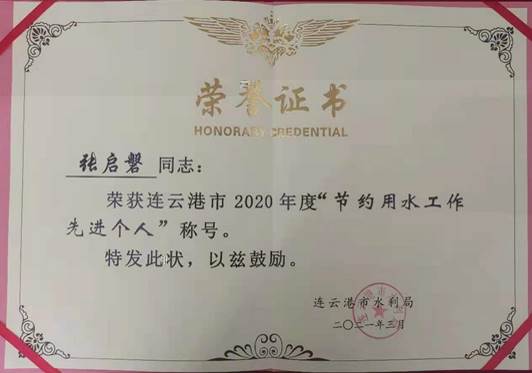 荣誉证书
HONORARY CREDENTIAL
张启磐 同志：
荣获连云港市 2020 年度“节约用水工作
先进个人”称号。
特发此状，以兹鼓励。
连云港市水利局
二〇二一年三月